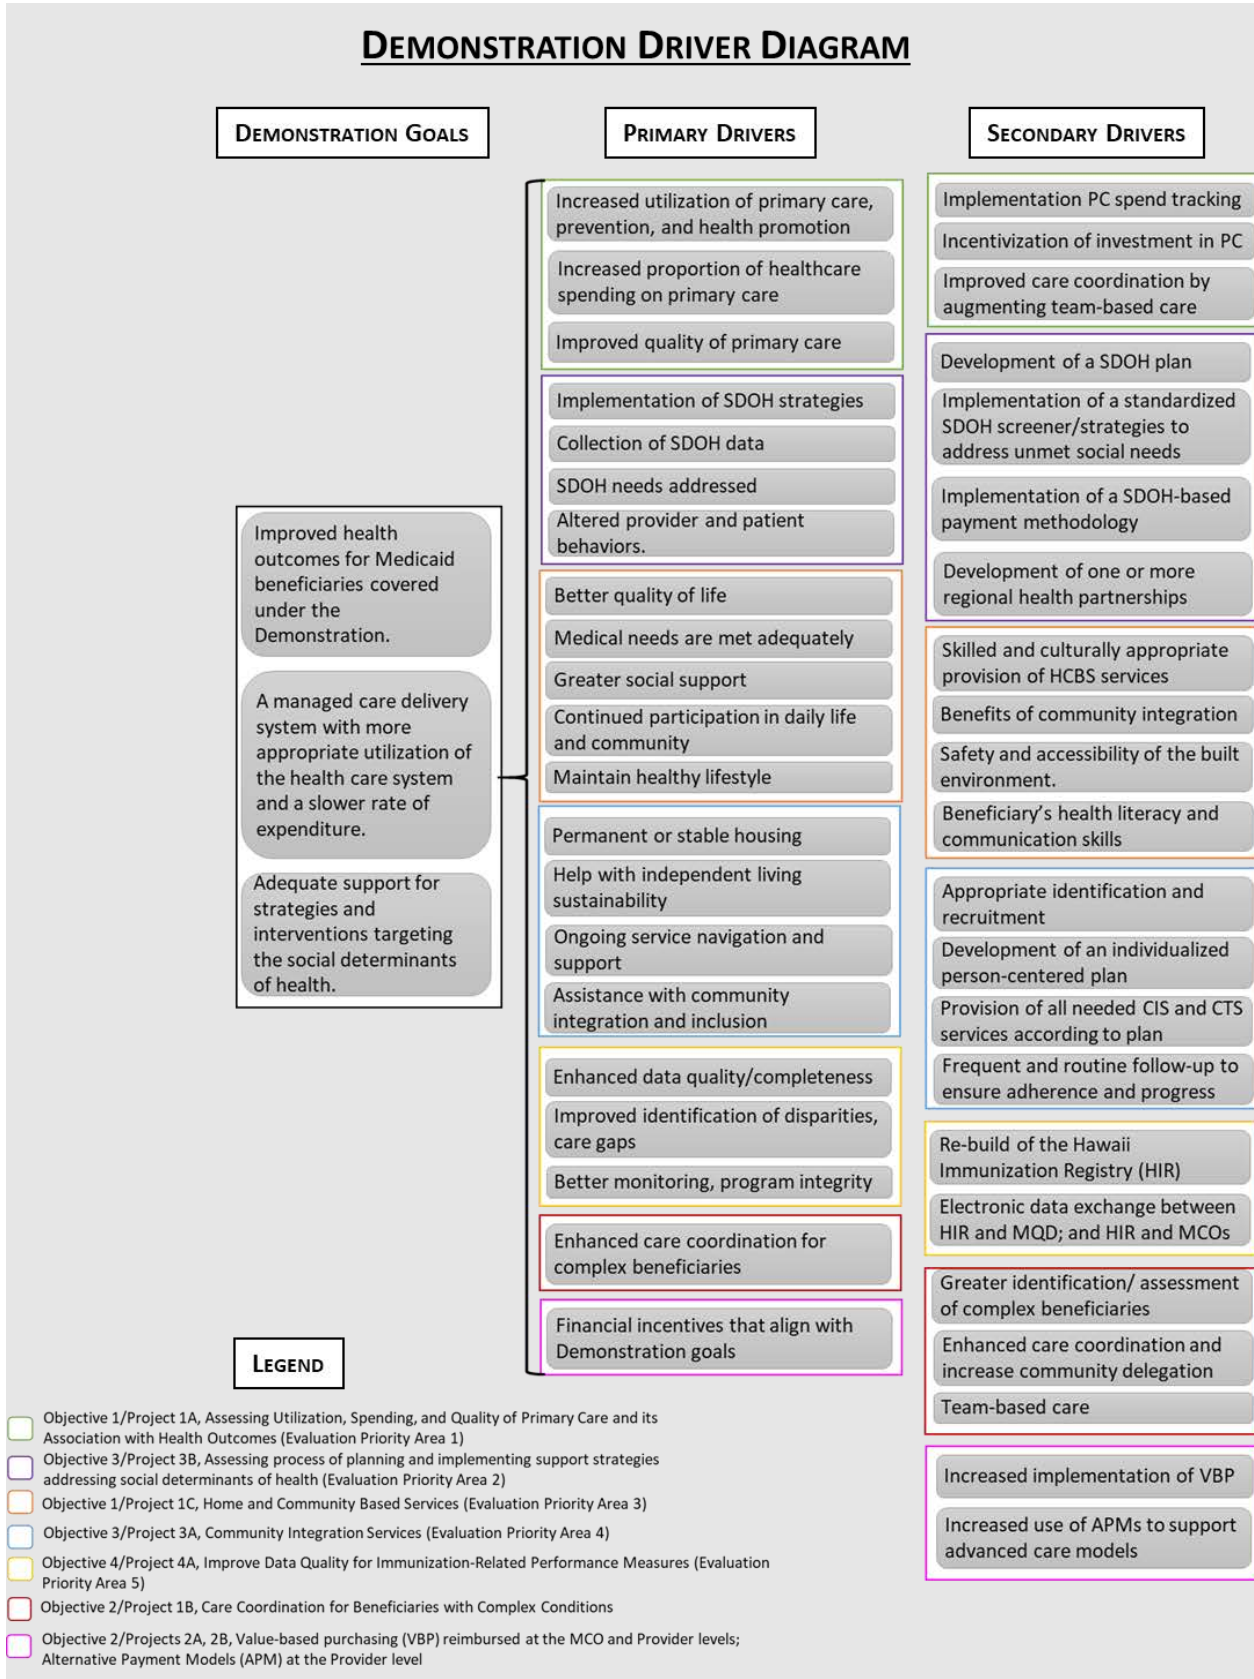 DEMONSTRATION DRIVER DIAGRAM
DEMONSTRATION GOALS
PRIMARY DRIVERS
SECONDARY DRIVERS
Improved health
outcomes for Medicaid
beneficiaries covered
under the
Demonstration.
A managed care delivery
system with more
appropriate utilization of
the health care system
and a slower rate of
expenditure.
Adequate support for
strategies and
interventions targeting
the social determinants
of health.
Increased utilization of primary care,
prevention, and health promotion
Increased proportion of healthcare
spending on primary care
Improved quality of primary care
Implementation of SDOH strategies
Collection of SDOH data
SDOH needs addressed
Altered provider and patient
behaviors.
Better quality of life
Medical needs are met adequately
Greater social support
Continued participation in daily life
and community
Maintain healthy lifestyle
Permanent or stable housing
Help with independent living
sustainability
Ongoing service navigation and
support
Assistance with community
integration and inclusion
Enhanced data quality/completeness
Improved identification of disparities,
care gaps
Better monitoring, program integrity
Enhanced care coordination for
complex beneficiaries
Financial incentives that align with
Demonstration goals
Implementation PC spend tracking
Incentivization of investment in PC
Improved care coordination by
augmenting team-based care
Development of a SDOH plan
Implementation of a standardized
SDOH screener/strategies to
address unmet social needs
Implementation of a SDOH-based
payment methodology
Development of one or more
regional health partnerships
Skilled and culturally appropriate
provision of HCBS services
Benefits of community integration
Safety and accessibility of the built
environment.
Beneficiary's health literacy and
communication skills
Appropriate identification and
recruitment
Development of an individualized
person-centered plan
Provision of all needed CIS and CTS
services according to plan
Frequent and routine follow-up to
ensure adherence and progress
Re-build of the Hawaii
Immunization Registry (HIR)
Electronic data exchange between
HIR and MQD; and HIR and MCOs
Greater identification/ assessment
of complex beneficiaries
Enhanced care coordination and
increase community delegation
Team-based care
Increased implementation of VBP
Increased use of APMs to support
advanced care models
LEGEND
Objective 1/Project 1A, Assessing Utilization, Spending, and Quality of Primary Care and its
Association with Health Outcomes (Evaluation Priority Area 1)
Objective 3/Project 3B, Assessing process of planning and implementing support strategies
addressing social determinants of health (Evaluation Priority Area 2)
Objective 1/Project 1C, Home and Community Based Services (Evaluation Priority Area 3)
Objective 3/Project 3A, Community Integration Services (Evaluation Priority Area 4)
Objective 4/Project 4A, Improve Data Quality for Immunization-Related Performance Measures (Evaluation
Priority Area 5)
Objective 2/Project 1B, Care Coordination for Beneficiaries with Complex Conditions
Objective 2/Projects 2A, 2B, Value-based purchasing (VBP) reimbursed at the MCO and Provider levels;
Alternative Payment Models (APM) at the Provider level